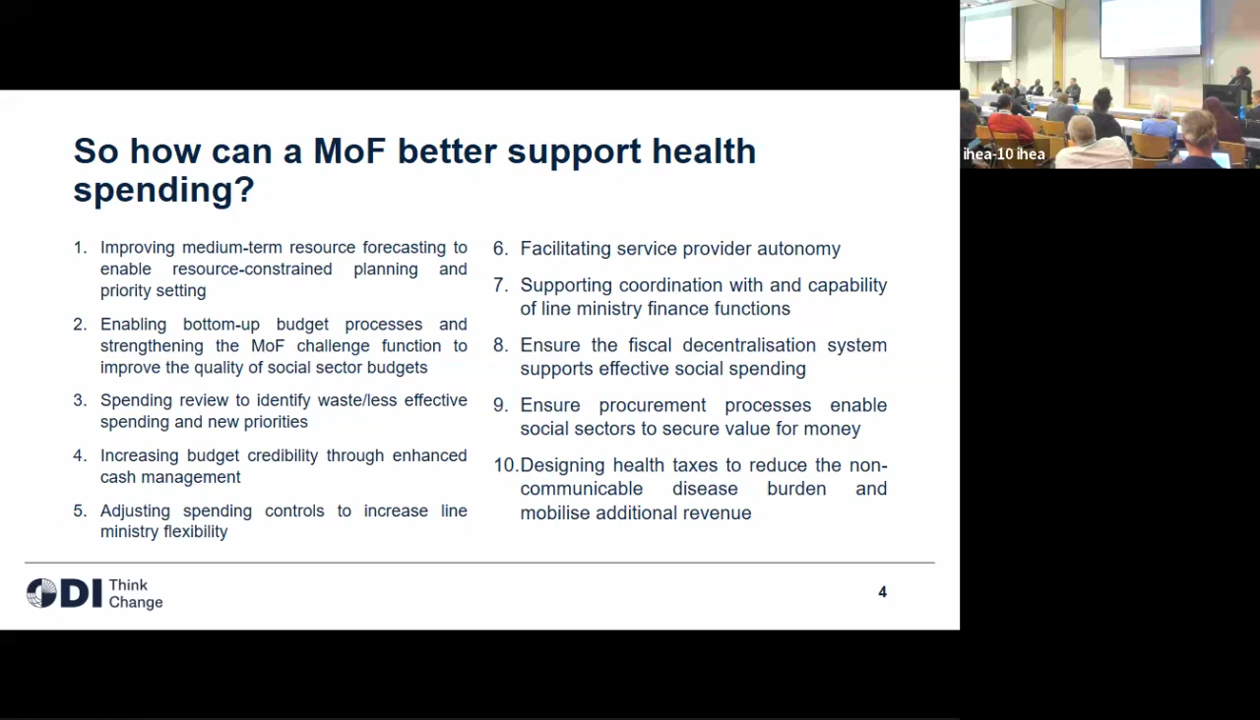 So how can a MoF better support health
spending?
1. Improving medium-term resource forecasting to
enable resource-constrained planning and
priority setting
2. Enabling bottom-up budget processes and
strengthening the MoF challenge function to
improve the quality of social sector budgets
3. Spending review to identify waste/less effective
spending and new priorities
4. Increasing budget credibility through enhanced
cash management
5. Adjusting spending controls to increase line
ministry flexibility
6. Facilitating service provider autonomy
7. Supporting coordination with and capability
of line ministry finance functions
8. Ensure the fiscal decentralisation system
supports effective social spending
9. Ensure procurement processes enable
social sectors to secure value for money
10.Designing health taxes to reduce the non-
communicable disease burden and
mobilise additional revenue
ODI Think
Change
4
ihea-10 ihea